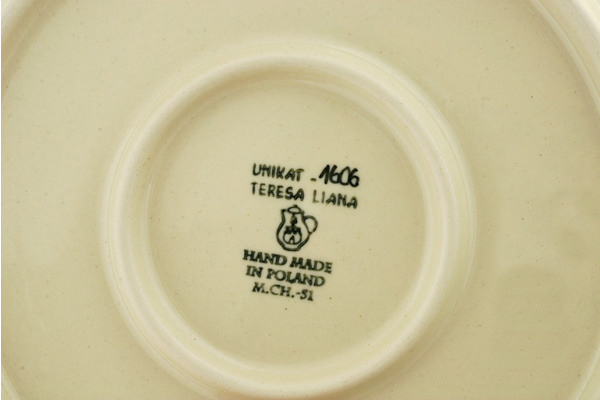 UNIKAT - 1606
TERESA LIANA
HAND MADE
IN POLAND
M.CH.-51